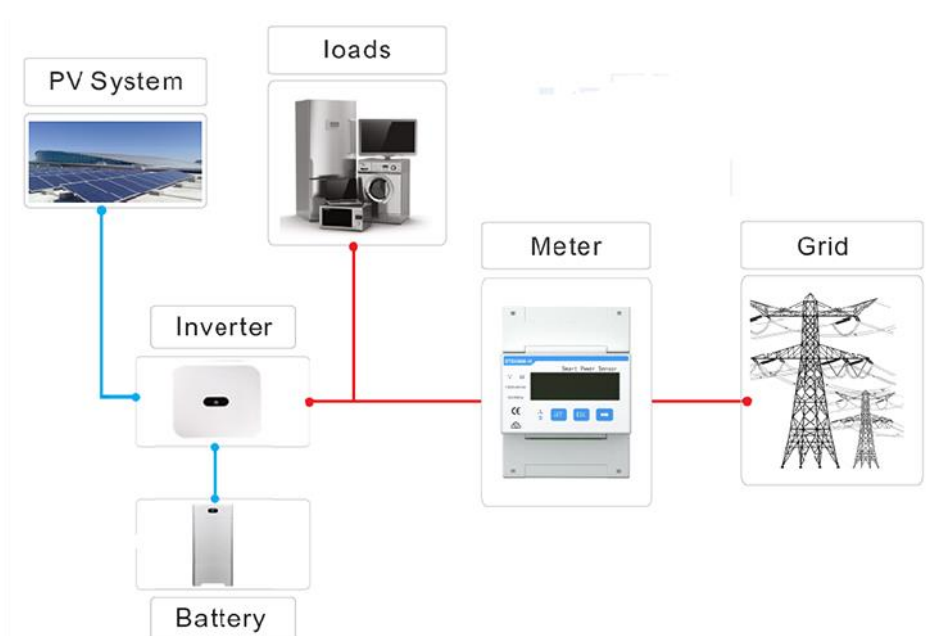 loads
PV System
Meter
Grid
Inverter
Smart Power Sensor
CE
ESC
Battery